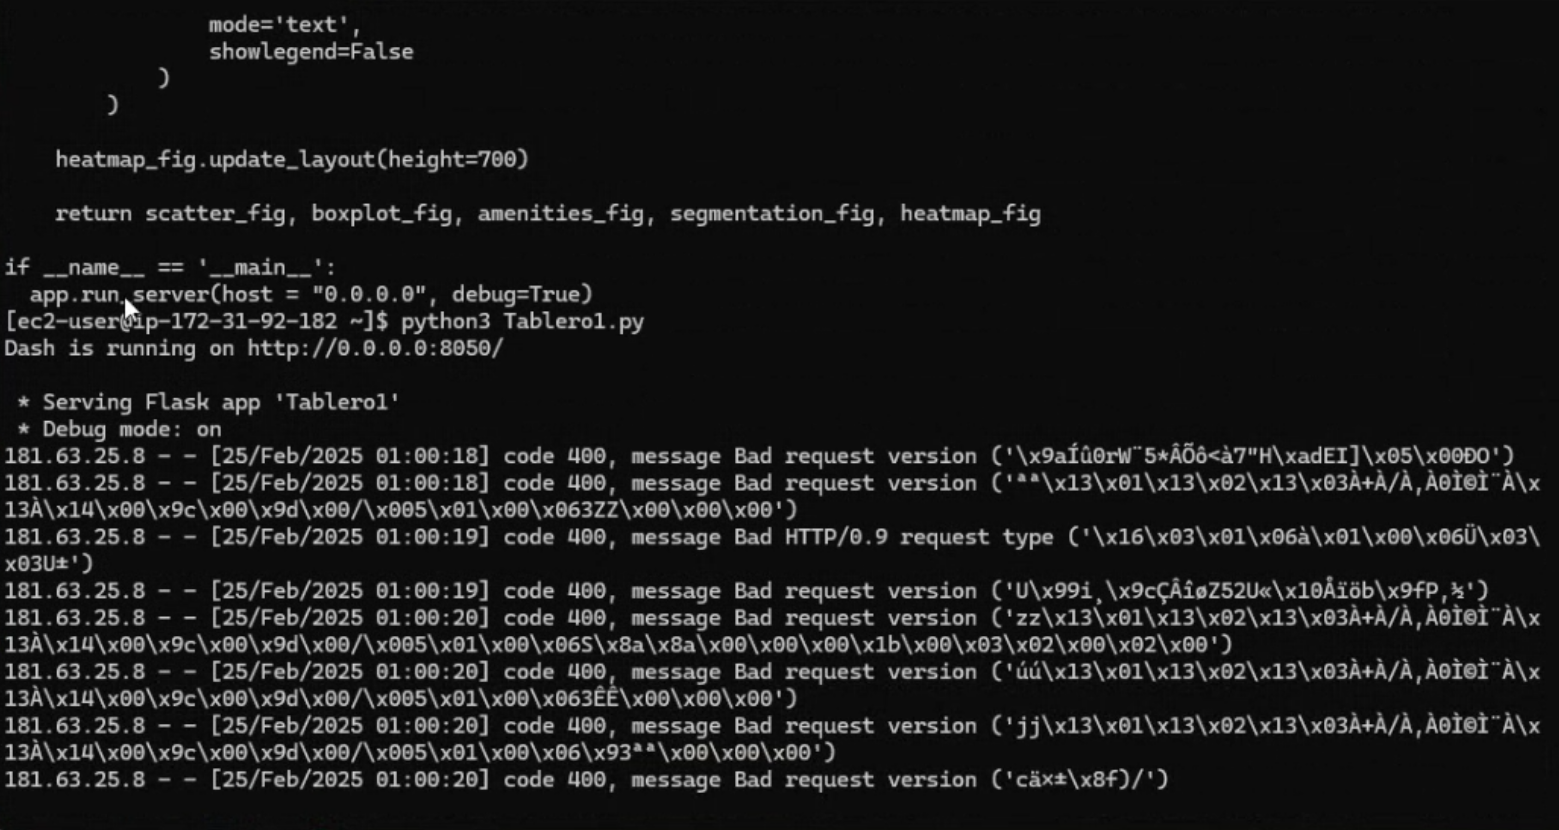 mode='text',
showlegend=False
)
)
heatmap_fig.update_layout(height=700)
return scatter_fig, boxplot_fig, amenities_fig, segmentation_fig, heatmap_fig
if __name__ == '__main__':
app.run_server(host = "0.0.0.0", debug=True)
[ec2-user@ip-172-31-92-182 ~]$ python3 Tablero1.py
Dash is running on http://0.0.0.0:8050/
* Serving Flask app 'Tablero1'
* Debug mode: on
181.63.25.8 - - [25/Feb/2025 01:00:18] code 400, message Bad request version ('\x9aÍû0rW¨5*ÂÕô<à7"H\xadEI]\x05\x00ÐO')
181.63.25.8 - - [25/Feb/2025 01:00:18] code 400, message Bad request version ('ªª\x13\x01\x13\x02\x13\x03À+À/À,À0Ì©Ì¨À\x
13À\x14\x00\x9c\x00\x9d\x00/\x005\x01\x00\x063ZZ\x00\x00\x00')
181.63.25.8 - - [25/Feb/2025 01:00:19] code 400, message Bad HTTP/0.9 request type ('\x16\x03\x01\x06à\x01\x00\x06Ü\x03\
x03U±')
181.63.25.8 - - [25/Feb/2025 01:00:19] code 400, message Bad request version ('U\x99i¸\x9cÇÂîøZ52U«\x10Åïöb\x9fP,½')
181.63.25.8 - - [25/Feb/2025 01:00:20] code 400, message Bad request version ('zz\x13\x01\x13\x02\x13\x03À+À/À,À0Ì©Ì¨À\x
13À\x14\x00\x9c\x00\x9d\x00/\x005\x01\x00\x06S\x8a\x8a\x00\x00\x00\x1b\x00\x03\x02\x00\x02\x00')
181.63.25.8 - - [25/Feb/2025 01:00:20] code 400, message Bad request version ('úú\x13\x01\x13\x02\x13\x03À+À/À,À0Ì©Ì¨À\x
13À\x14\x00\x9c\x00\x9d\x00/\x005\x01\x00\x063ÊÊ\x00\x00\x00')
181.63.25.8 - - [25/Feb/2025 01:00:20] code 400, message Bad request version ('jj\x13\x01\x13\x02\x13\x03À+À/À,À0Ì©Ì¨À\x
13À\x14\x00\x9c\x00\x9d\x00/\x005\x01\x00\x06\x93ªª\x00\x00\x00')
181.63.25.8 - - [25/Feb/2025 01:00:20] code 400, message Bad request version ('cä×±\x8f)/')